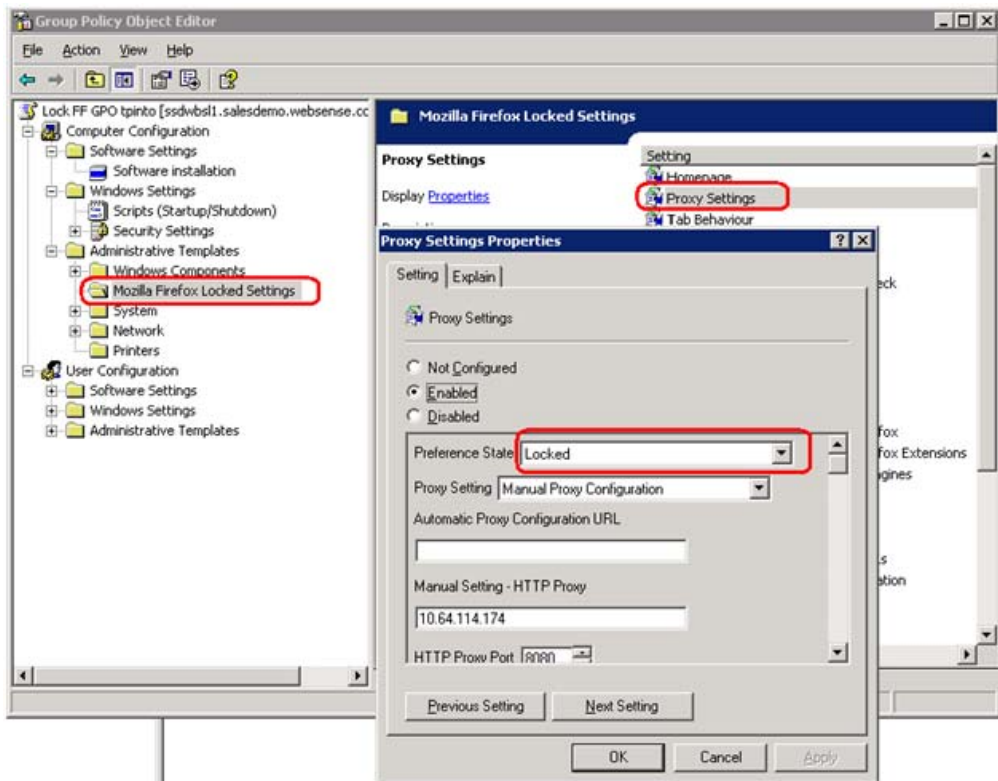 Group Policy Object Editor
File Action View Help
Lock FF GPO tpinto [ssdwbsl1.salesdemo.websense.cc
Computer Configuration
Software Settings
Software installation
Windows Settings
Scripts (Startup/Shutdown)
Security Settings
Administrative Templates
Windows Components
Mozilla Firefox Locked Settings
System
Network
Printers
User Configuration
Software Settings
Windows Settings
Administrative Templates
Mozilla Firefox Locked Settings
Proxy Settings
Display Properties
Setting
Homepage
Proxy Settings
Tab Behaviour
eck
fox
fox Extensions
gines
s
ation
Proxy Settings Properties
Setting Explain
Proxy Settings
Not Configured
Enabled
Disabled
Preference State Locked
Proxy Setting Manual Proxy Configuration
Automatic Proxy Configuration URL
Manual Setting - HTTP Proxy
10.64.114.174
HTTP Proxy Port 8080
Previous Setting Next Setting
OK Cancel Apply